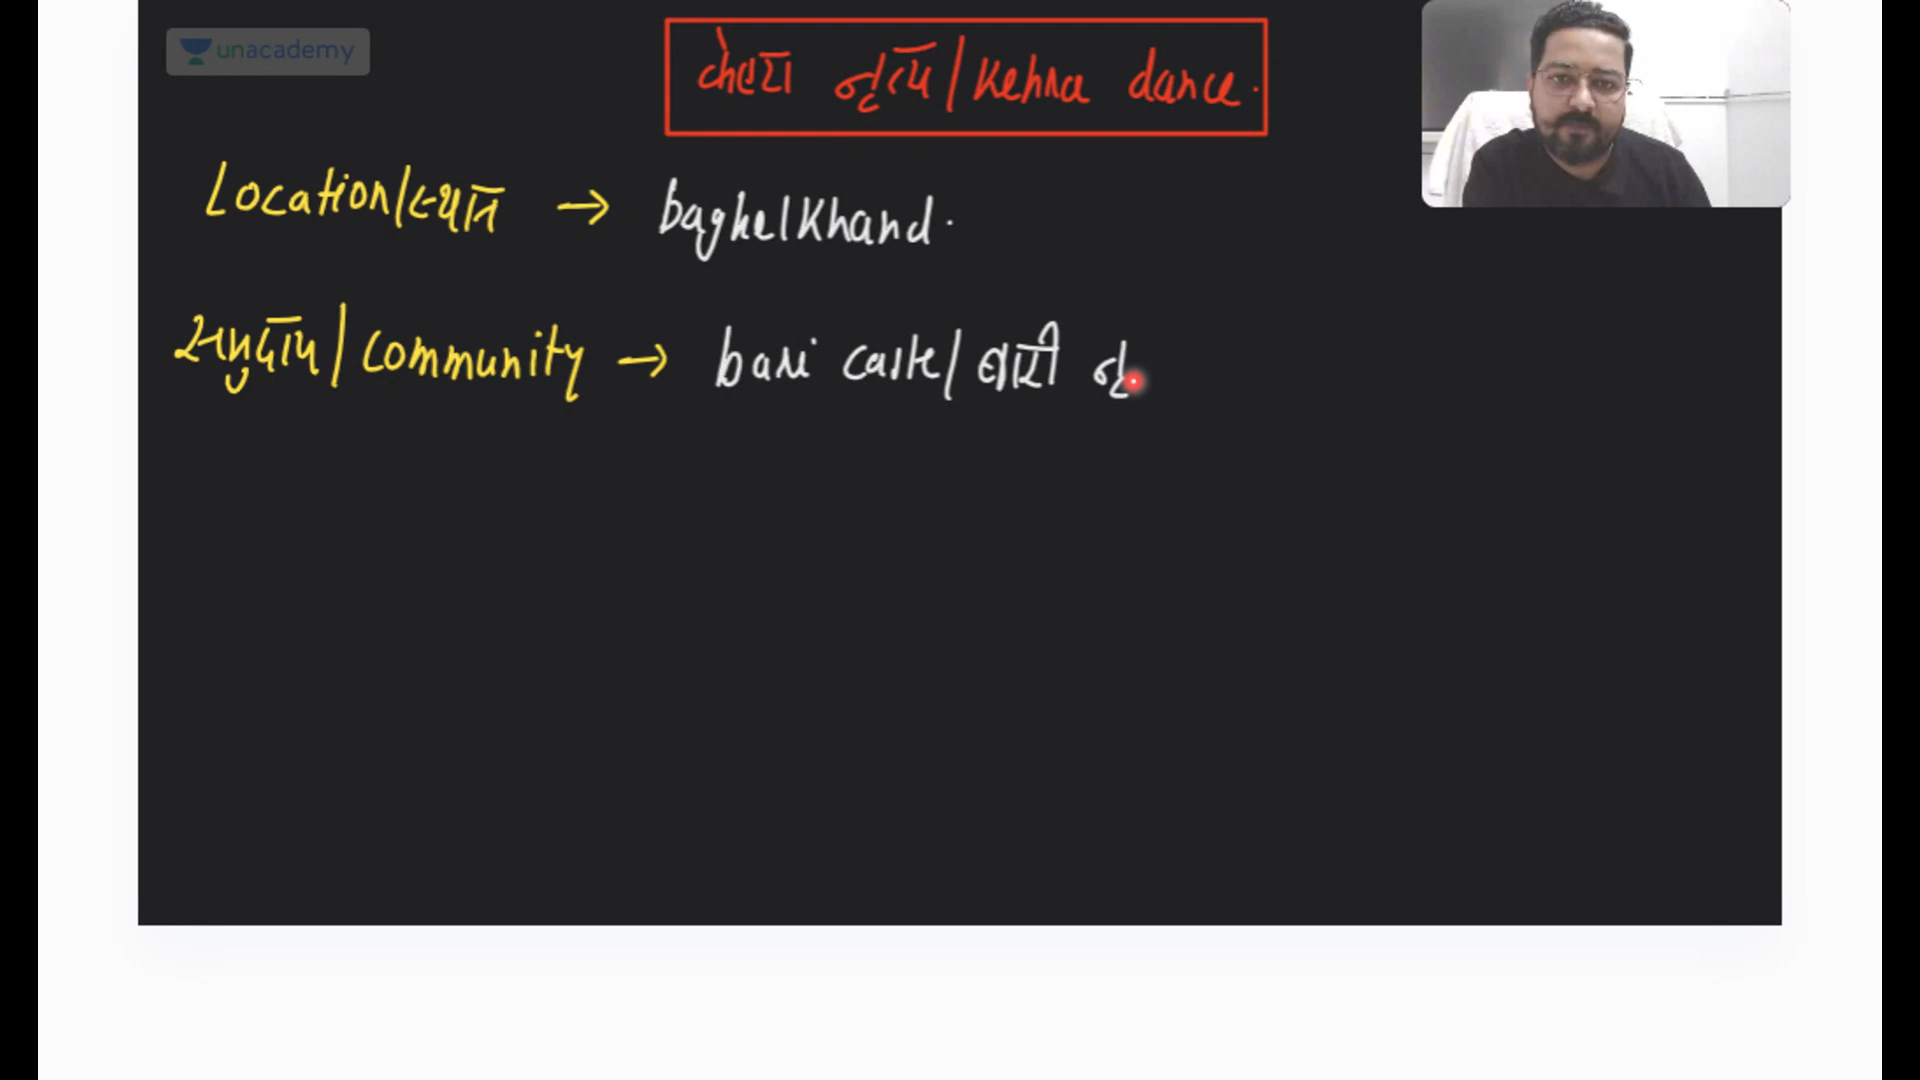 unacademy
केहरा नृत्य/Kehra dance.
Location/स्थान → baghelkhand.
समुदाय/community → bari caste/बारी नृ